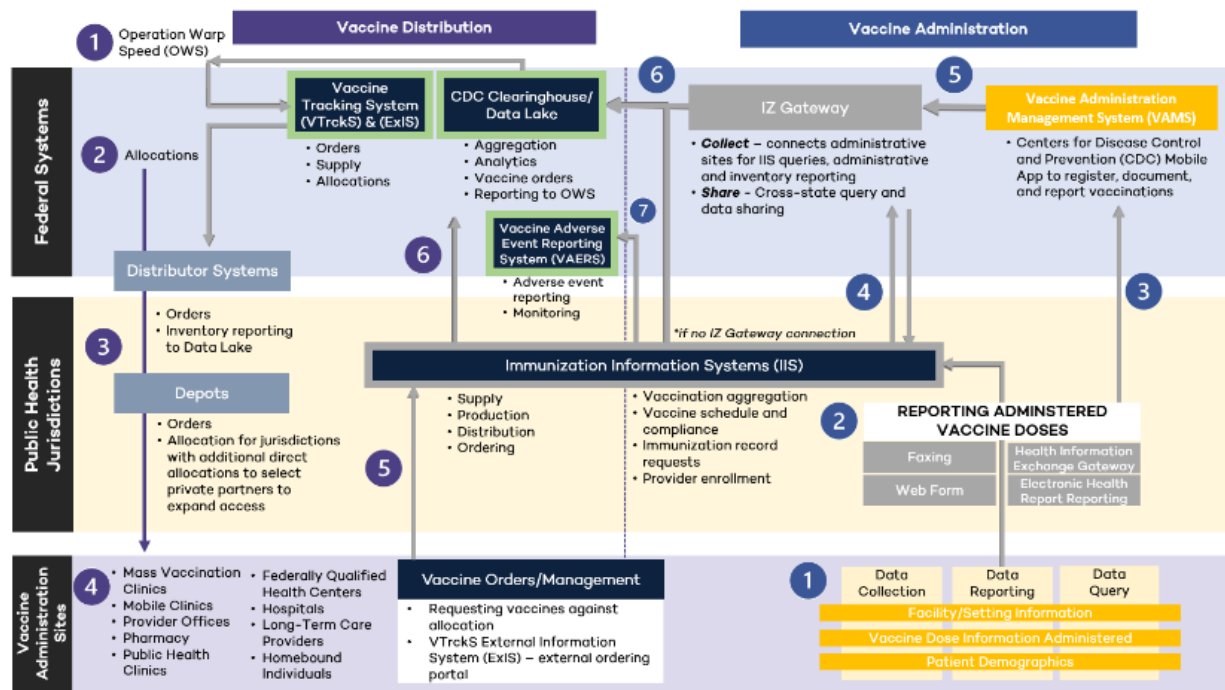 Vaccine Distribution
Vaccine Administration
1
Operation Warp
Speed (OWS)
Federal Systems
Vaccine
Tracking System
(VTrckS) & (ExIS)
• Orders
• Supply
• Allocations
CDC Clearinghouse/
Data Lake
• Aggregation
• Analytics
• Vaccine orders
• Reporting to OWS
6
IZ Gateway
• Collect – connects administrative
sites for IIS queries, administrative
and inventory reporting
• Share - Cross-state query and
data sharing
5
Vaccine Administration
Management System (VAMS)
• Centers for Disease Control
and Prevention (CDC) Mobile
App to register, document,
and report vaccinations
2
Allocations
7
Vaccine Adverse
Event Reporting
System (VAERS)
• Adverse event
reporting
• Monitoring
6
4
3
Distributor Systems
• Orders
• Inventory reporting
to Data Lake
Public Health
Jurisdictions
3
Depots
• Orders
• Allocation for jurisdictions
with additional direct
allocations to select
private partners to
expand access
*if no IZ Gateway connection
Immunization Information Systems (IIS)
• Supply
• Production
• Distribution
• Ordering
• Vaccination aggregation
• Vaccine schedule and
compliance
• Immunization record
requests
• Provider enrollment
5
2
REPORTING ADMINSTERED
VACCINE DOSES
Faxing
Health Information
Exchange Gateway
Web Form
Electronic Health
Report Reporting
Vaccine
Administration
Sites
4
• Mass Vaccination
Clinics
• Mobile Clinics
• Provider Offices
• Pharmacy
• Public Health
Clinics
• Federally Qualified
Health Centers
• Hospitals
• Long-Term Care
Providers
• Homebound
Individuals
Vaccine Orders/Management
• Requesting vaccines against
allocation
• VTrckS External Information
System (ExIS) – external ordering
portal
1
Data
Collection
Data
Reporting
Data
Query
Facility/Setting Information
Vaccine Dose Information Administered
Patient Demographics